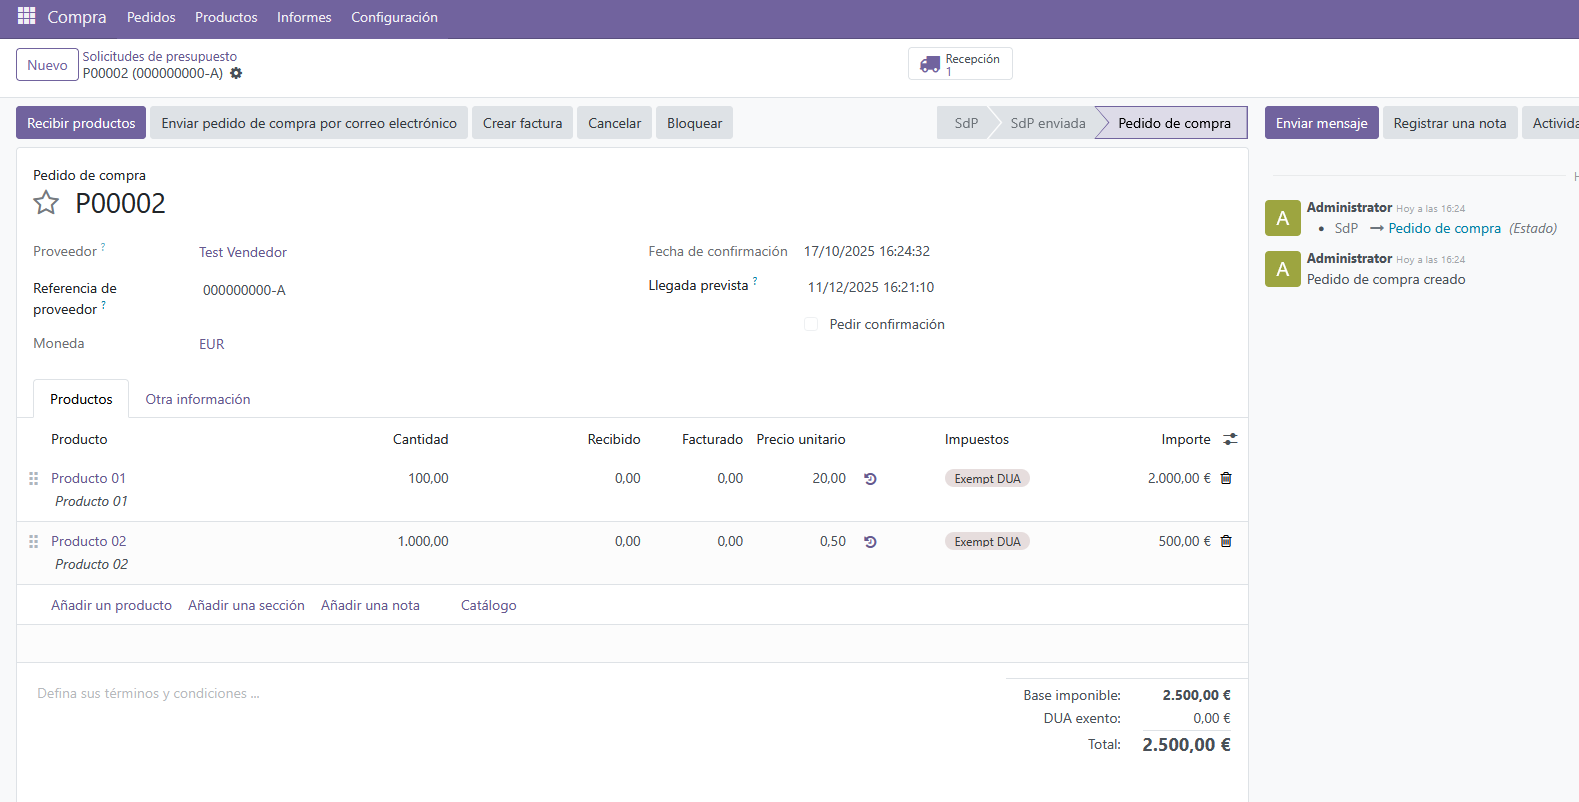 Compra Pedidos Productos Informes Configuración
Nuevo
Solicitudes de presupuesto
P00002 (000000000-A)
Recepción
1
Recibir productos Enviar pedido de compra por correo electrónico Crear factura Cancelar Bloquear
SdP SdP enviada Pedido de compra
Enviar mensaje Registrar una nota Activida
Pedido de compra
P00002
Proveedor ? Test Vendedor
Referencia de
proveedor ? 000000000-A
Moneda EUR
Fecha de confirmación 17/10/2025 16:24:32
Llegada prevista ? 11/12/2025 16:21:10
Pedir confirmación
H
A
Administrator Hoy a las 16:24
• SdP → Pedido de compra (Estado)
A
Administrator Hoy a las 16:24
Pedido de compra creado
Productos Otra información
Producto Cantidad Recibido Facturado Precio unitario Impuestos Importe
Producto 01 100,00 0,00 0,00 20,00 Exempt DUA 2.000,00 €
Producto 01
Producto 02 1.000,00 0,00 0,00 0,50 Exempt DUA 500,00 €
Producto 02
Añadir un producto Añadir una sección Añadir una nota Catálogo
Defina sus términos y condiciones ...
Base imponible: 2.500,00 €
DUA exento: 0,00 €
Total: 2.500,00 €